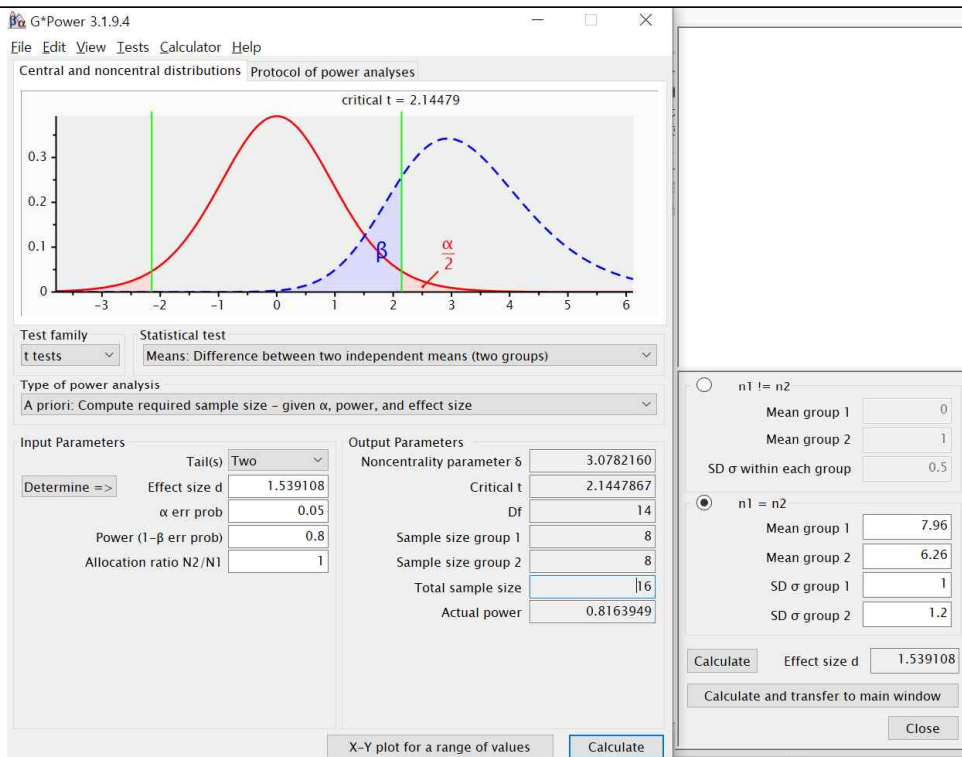 G*Power 3.1.9.4
File Edit View Tests Calculator Help
Central and noncentral distributions Protocol of power analyses
critical t = 2.14479
0.3
0.2
0.1
0
β
α
2
-3 -2 -1 0 1 2 3 4 5 6
Test family Statistical test
t tests Means: Difference between two independent means (two groups)
Type of power analysis
A priori: Compute required sample size – given α, power, and effect size
Input Parameters
Tail(s) Two
Determine => Effect size d 1.539108
α err prob 0.05
Power (1-β err prob) 0.8
Allocation ratio N2/N1 1
Output Parameters
Noncentrality parameter δ 3.0782160
Critical t 2.1447867
Df 14
Sample size group 1 8
Sample size group 2 8
Total sample size 16
Actual power 0.8163949
X-Y plot for a range of values Calculate
n1 != n2
Mean group 1 0
Mean group 2 1
SD σ within each group 0.5
n1 = n2
Mean group 1 7.96
Mean group 2 6.26
SD σ group 1 1
SD σ group 2 1.2
Calculate Effect size d 1.539108
Calculate and transfer to main window
Close